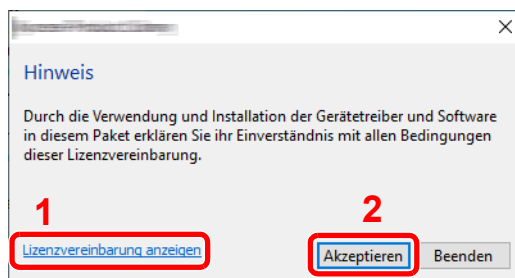 Hinweis
Durch die Verwendung und Installation der Gerätetreiber und Software
in diesem Paket erklären Sie ihr Einverständnis mit allen Bedingungen
dieser Lizenzvereinbarung.
1
2
Lizenzvereinbarung anzeigen
Akzeptieren
Beenden